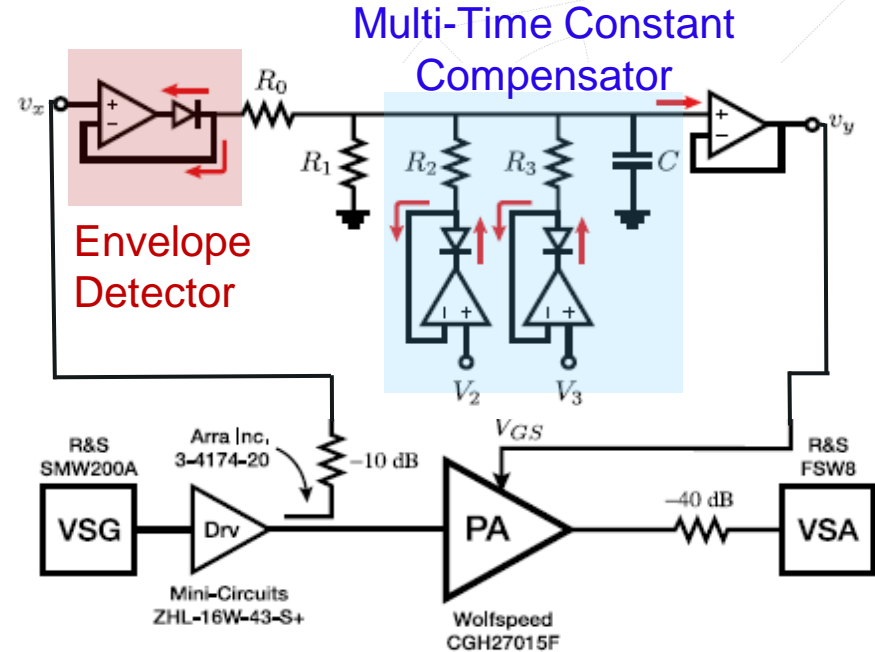 Multi-Time Constant
Compensator
v_x
+
−
R_0
R_1
R_2
R_3
C
+
−
v_y
Envelope
Detector
− +
− +
V_2
V_3
V_GS
R&S
SMW200A
Arra Inc.
3-4174-20
−10 dB
R&S
FSW8
−40 dB
VSG
Drv
PA
VSA
Mini-Circuits
ZHL-16W-43-S+
Wolfspeed
CGH27015F